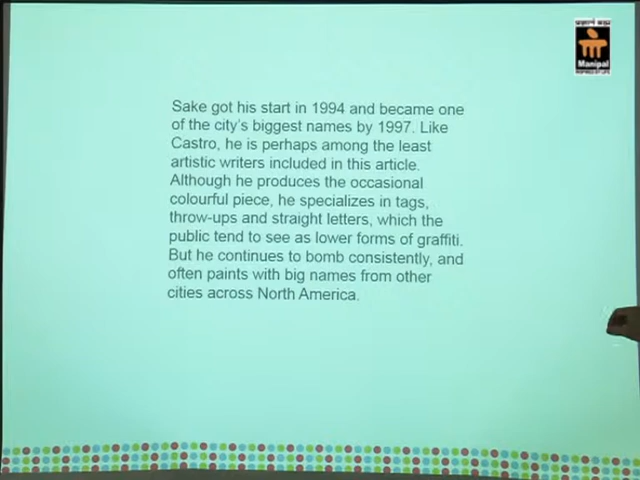 Manipal
INSPIRED BY LIFE
Sake got his start in 1994 and became one
of the city's biggest names by 1997. Like
Castro, he is perhaps among the least
artistic writers included in this article.
Although he produces the occasional
colourful piece, he specializes in tags,
throw-ups and straight letters, which the
public tend to see as lower forms of graffiti.
But he continues to bomb consistently, and
often paints with big names from other
cities across North America.